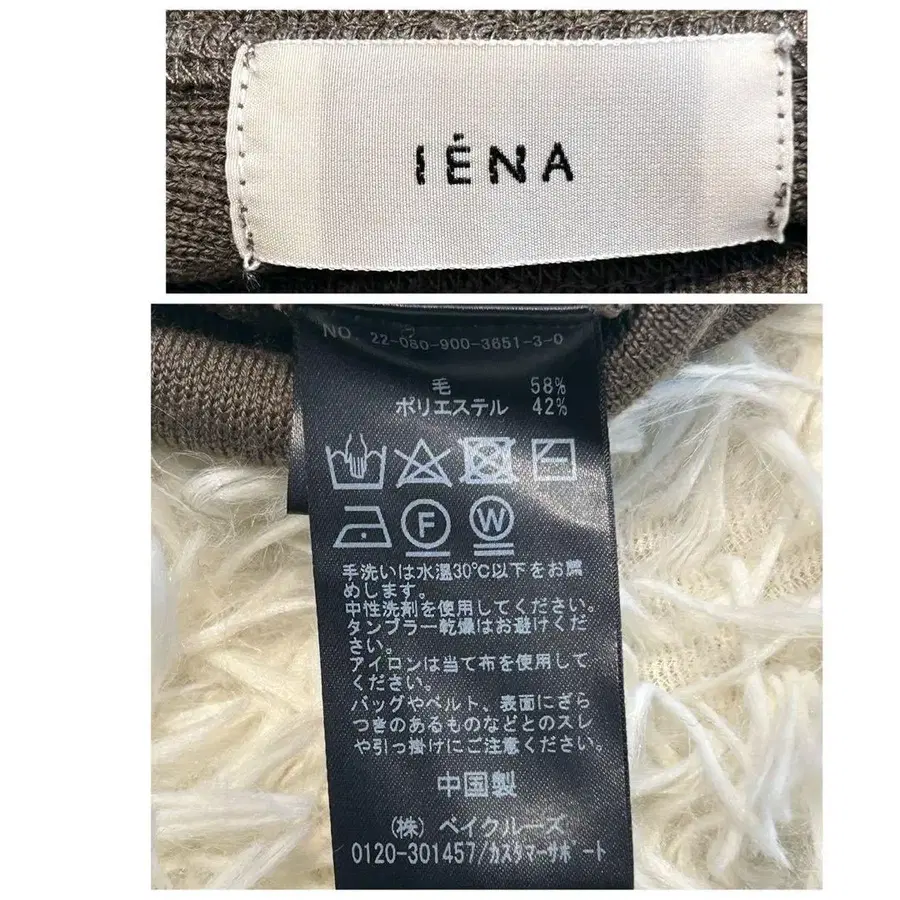 IÉNA
NO. 22-080-900-3651-3-0
毛 58%
ポリエステル 42%
F W
手洗いは水温30℃以下をお薦
めします。
中性洗剤を使用してください。
タンブラー乾燥はお避けくだ
さい。
アイロンは当て布を使用して
ください。
バッグやベルト、表面にざら
つきのあるものなどとのスレ
や引っ掛けにご注意ください。
中国製
(株) ベイクルーズ
0120-301457/カスタマーサポート